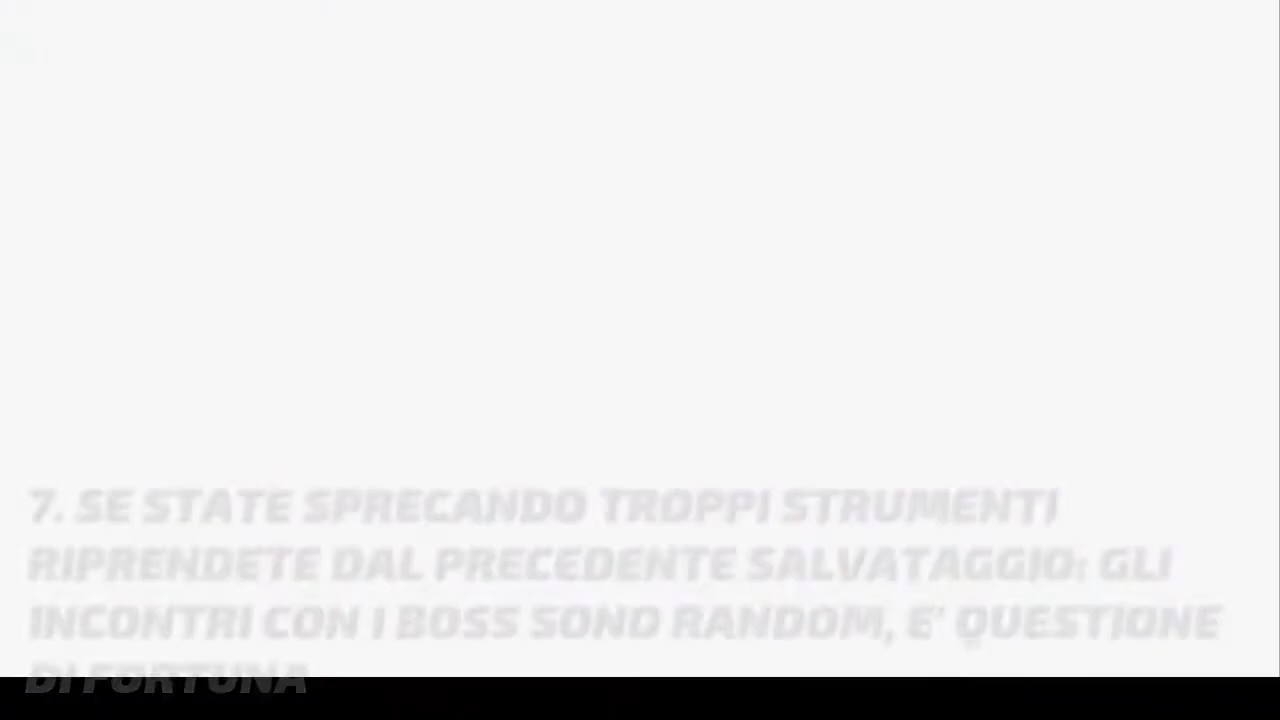 7. SE STATE SPRECANDO TROPPI STRUMENTI
RIPRENDETE DAL PRECEDENTE SALVATAGGIO: GLI
INCONTRI CON I BOSS SONO RANDOM, E' QUESTIONE
DI FORTUNA